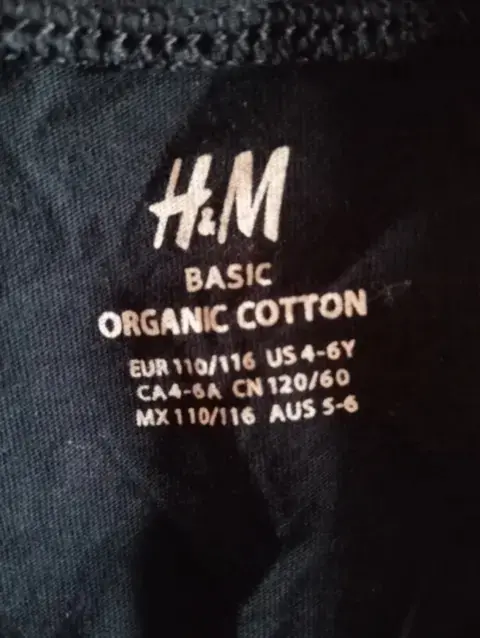 H&M
BASIC
ORGANIC COTTON
EUR 110/116 US 4-6Y
CA 4-6A CN 120/60
MX 110/116 AUS 5-6